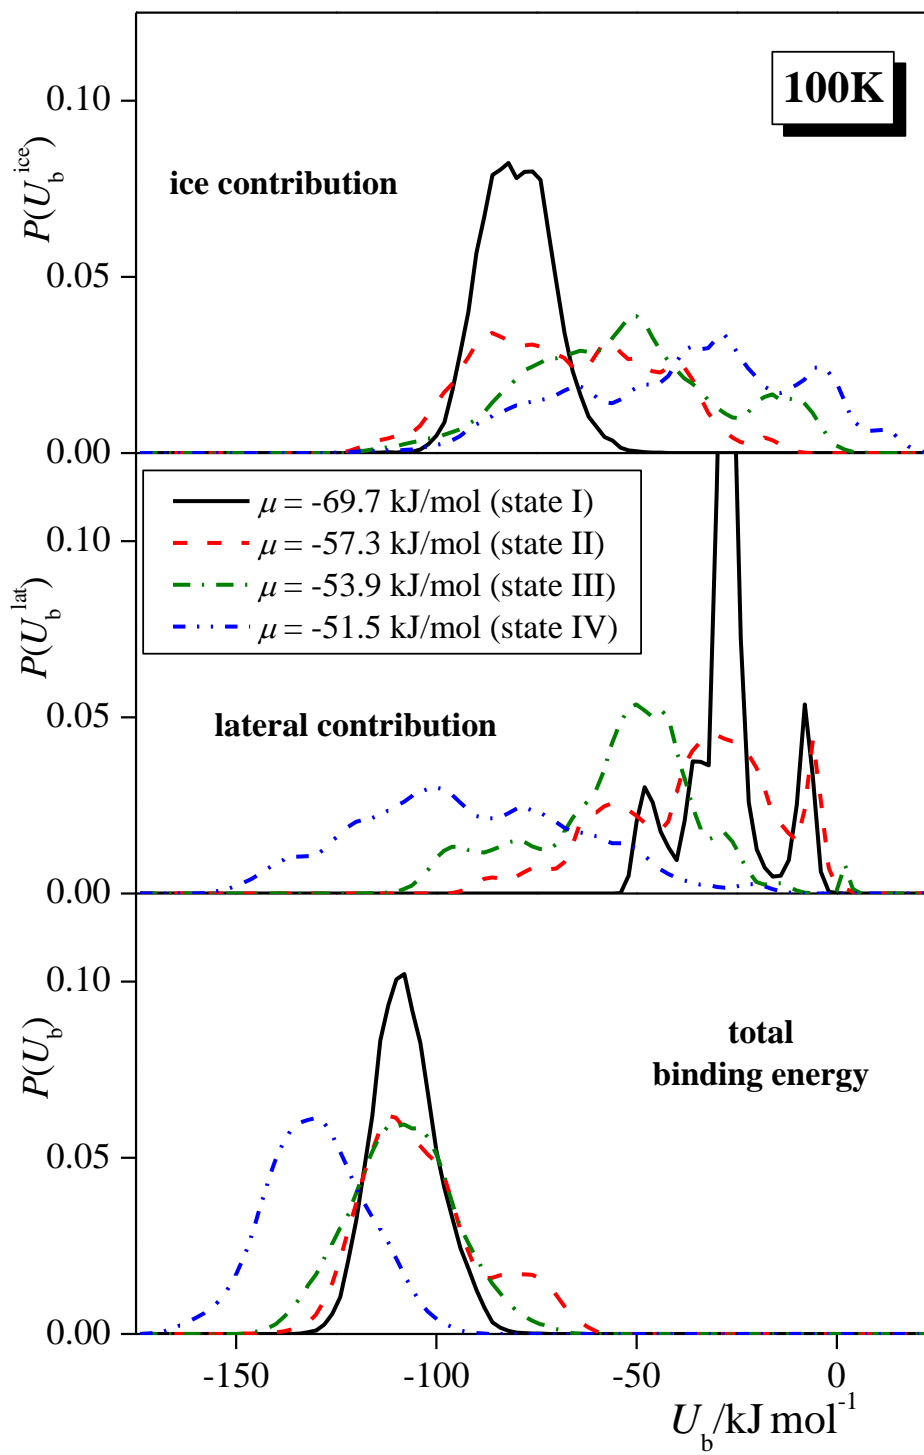 100K
0.10
P(U_b^ice)
ice contribution
0.05
0.00
μ = -69.7 kJ/mol (state I)
μ = -57.3 kJ/mol (state II)
μ = -53.9 kJ/mol (state III)
μ = -51.5 kJ/mol (state IV)
0.10
P(U_b^lat)
0.05
lateral contribution
0.00
0.10
P(U_b)
total
binding energy
0.05
0.00
-150 -100 -50 0
U_b/kJ mol^-1